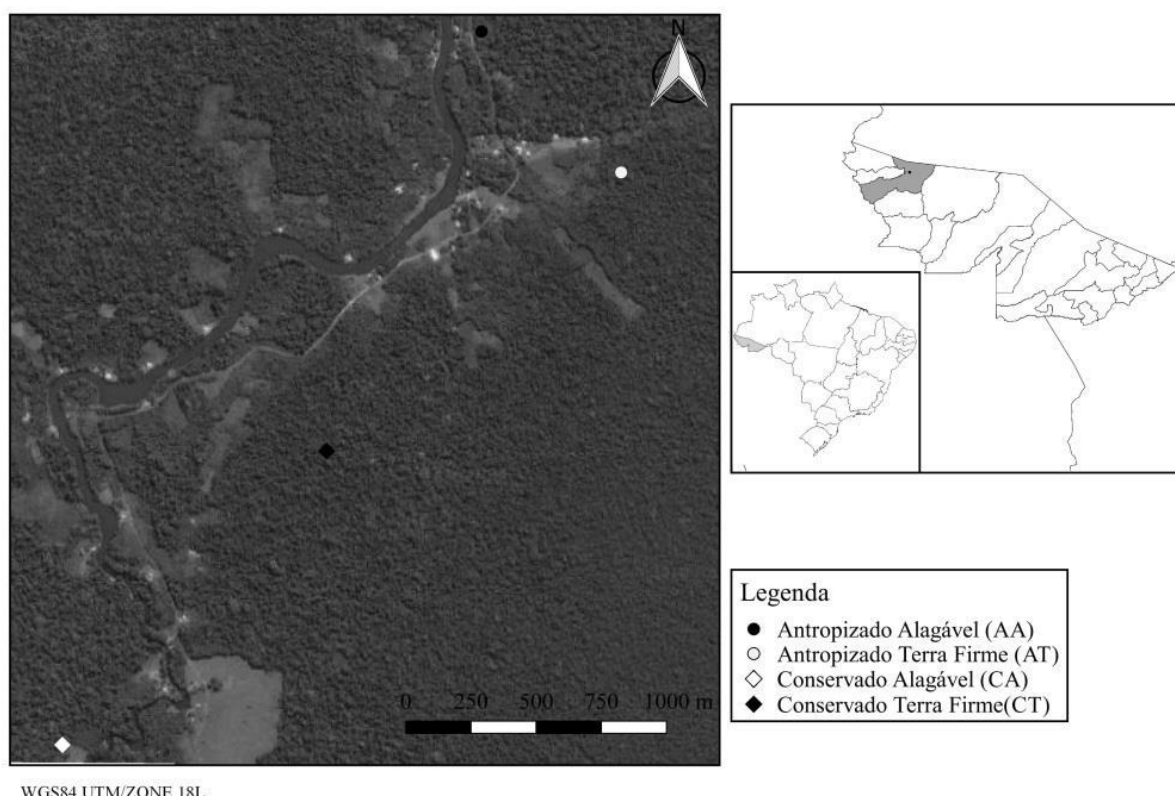 N
0 250 500 750 1000 m
Legenda
Antropizado Alagável (AA)
Antropizado Terra Firme (AT)
Conservado Alagável (CA)
Conservado Terra Firme(CT)
WGS84 UTM/ZONE 18L